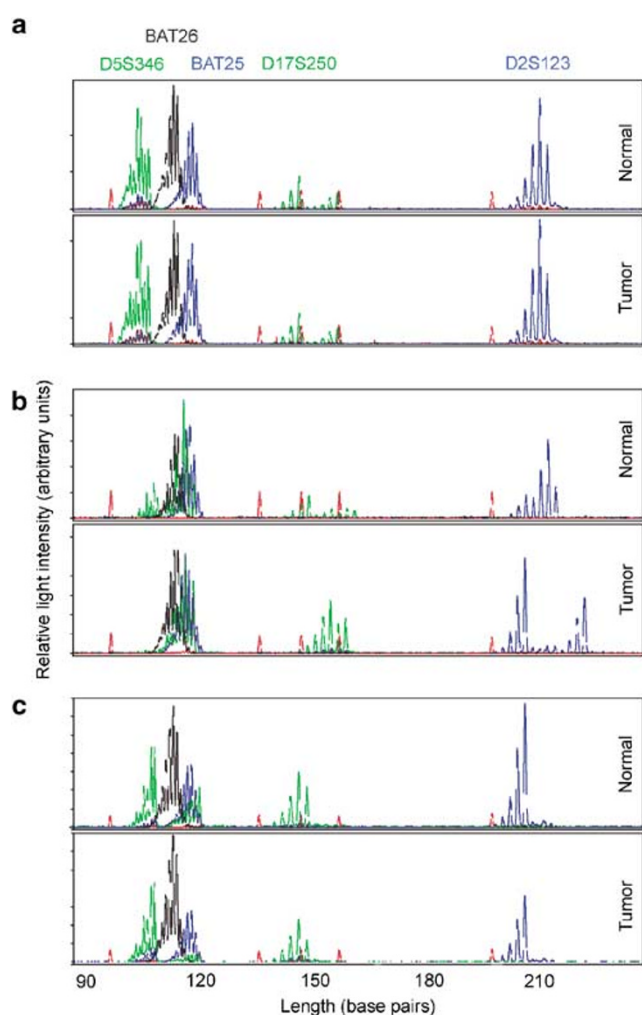 a
BAT26
D5S346 BAT25 D17S250 D2S123
Normal
Tumor
b
Normal
Tumor
c
Normal
Tumor
Relative light intensity (arbitrary units)
90 120 150 180 210
Length (base pairs)